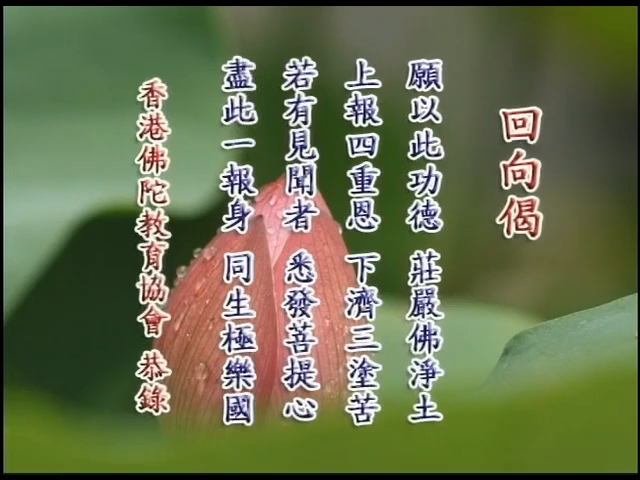 回向偈
願以此功德 莊嚴佛淨土
上報四重恩 下濟三塗苦
若有見聞者 悉發菩提心
盡此一報身 同生極樂國
香港佛陀教育協會 恭錄